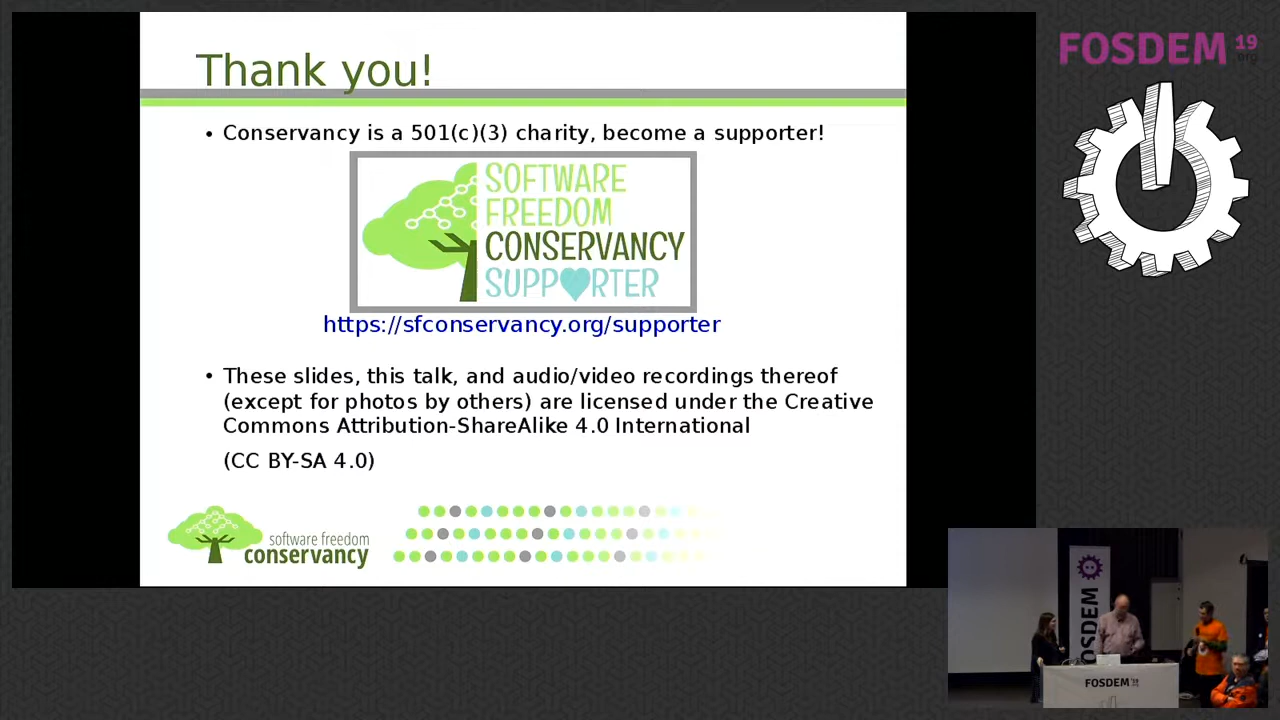 Thank you!
FOSDEM 19
.org
• Conservancy is a 501(c)(3) charity, become a supporter!
SOFTWARE
FREEDOM
CONSERVANCY
SUPPORTER
https://sfconservancy.org/supporter
• These slides, this talk, and audio/video recordings thereof
(except for photos by others) are licensed under the Creative
Commons Attribution-ShareAlike 4.0 International
(CC BY-SA 4.0)
software freedom
conservancy
FOSDEM
FOSDEM'19